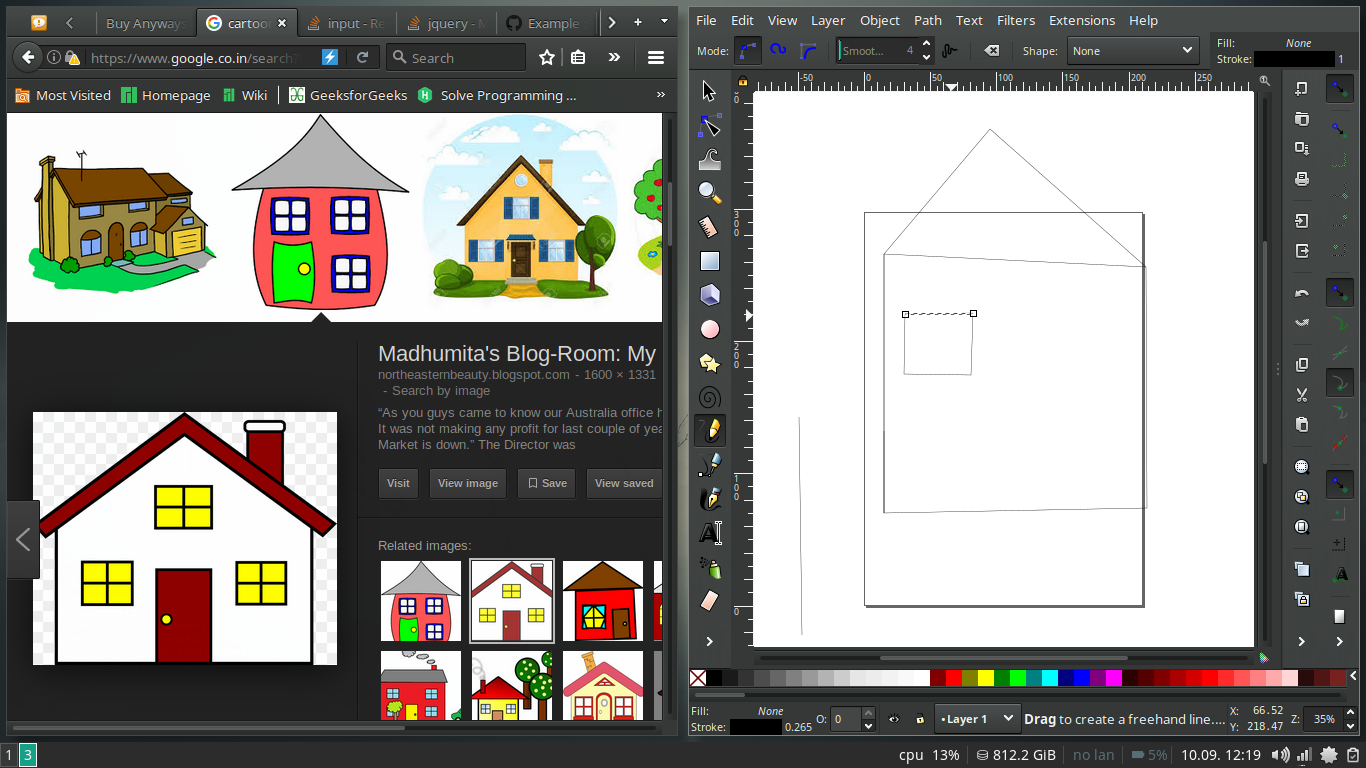 Buy Anyway
cartoo
input - Re
jquery - M
Example
https://www.google.co.in/search?
Search
Most Visited
Homepage
Wiki
GeeksforGeeks
Solve Programming ...
Madhumita's Blog-Room: My
northeasternbeauty.blogspot.com - 1600 × 1331
- Search by image
“As you guys came to know our Australia office h
It was not making any profit for last couple of yea
Market is down.” The Director was
Visit
View image
Save
View saved
Related images:
File Edit View Layer Object Path Text Filters Extensions Help
Mode:
Smoot... 4
Shape: None
Fill: None
Stroke: 1
-50 0 50 100 150 200 250
300
200
100
0
Fill: None
Stroke: 0.265
O: 0
•Layer 1
Drag to create a freehand line....
X: 66.52
Y: 218.47
Z: 35%
1 3
cpu 13% 812.2 GiB no lan 5% 10.09. 12:19